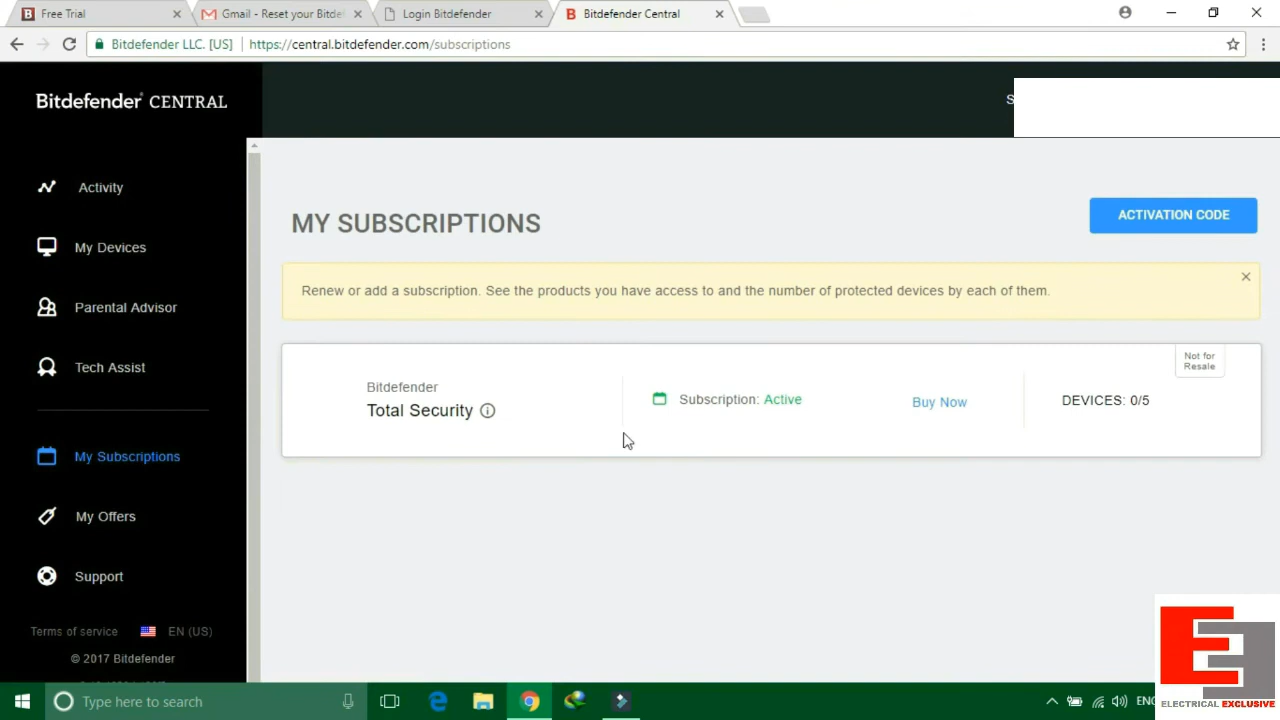 Free Trial
Gmail - Reset your Bitde
Login Bitdefender
Bitdefender Central
Bitdefender LLC. [US]
https://central.bitdefender.com/subscriptions
Bitdefender CENTRAL
S
Activity
My Devices
Parental Advisor
Tech Assist
My Subscriptions
My Offers
Support
Terms of service
EN (US)
© 2017 Bitdefender
MY SUBSCRIPTIONS
ACTIVATION CODE
Renew or add a subscription. See the products you have access to and the number of protected devices by each of them.
Not for
Resale
Bitdefender
Total Security
Subscription: Active
Buy Now
DEVICES: 0/5
Type here to search
ENG
ELECTRICAL EXCLUSIVE